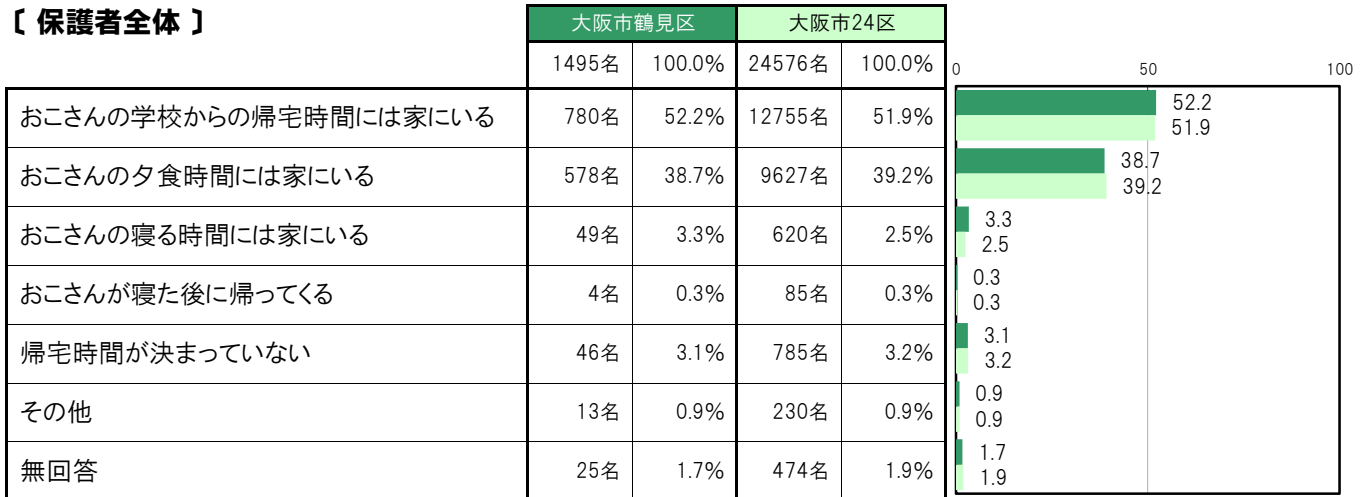 〔 保護者全体 〕
大阪市鶴見区 大阪市24区
1495名 100.0% 24576名 100.0%
0 50 100
おこさんの学校からの帰宅時間には家にいる 780名 52.2% 12755名 51.9%
52.2
51.9
おこさんの夕食時間には家にいる 578名 38.7% 9627名 39.2%
38.7
39.2
おこさんの寝る時間には家にいる 49名 3.3% 620名 2.5%
3.3
2.5
おこさんが寝た後に帰ってくる 4名 0.3% 85名 0.3%
0.3
0.3
帰宅時間が決まっていない 46名 3.1% 785名 3.2%
3.1
3.2
その他 13名 0.9% 230名 0.9%
0.9
0.9
無回答 25名 1.7% 474名 1.9%
1.7
1.9